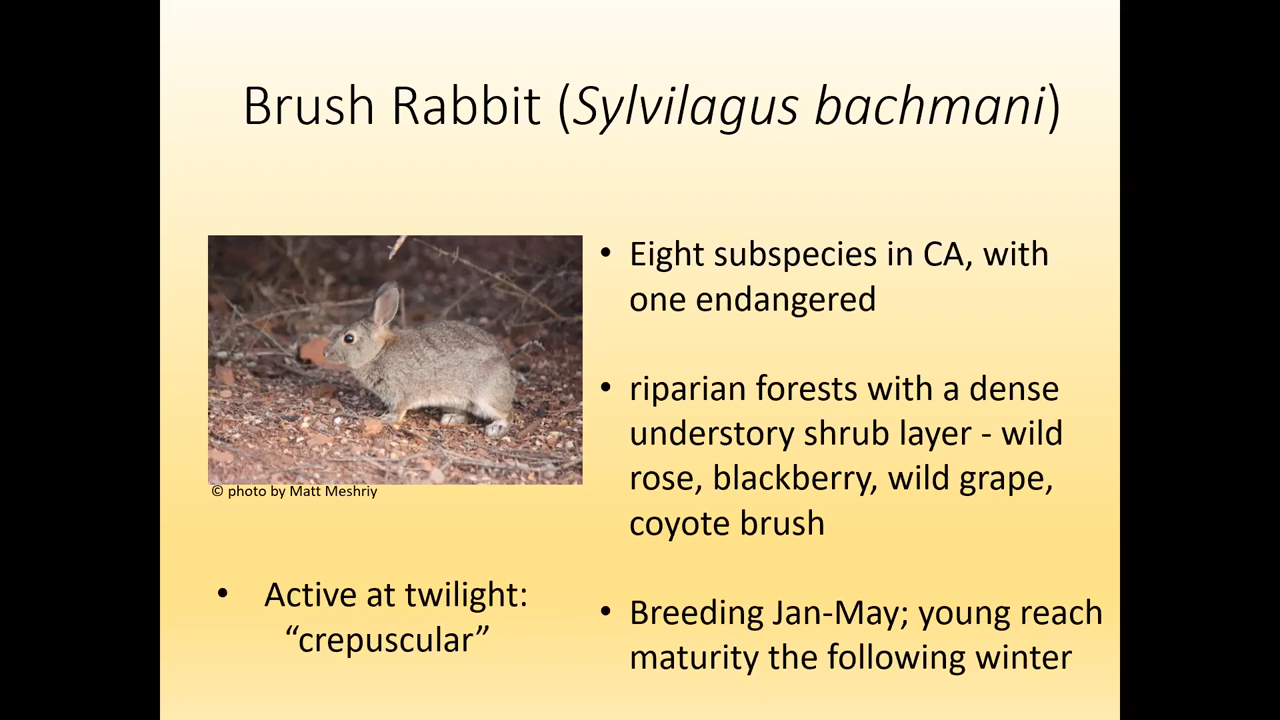 Brush Rabbit (Sylvilagus bachmani)
© photo by Matt Meshriy
• Active at twilight:
“crepuscular”
• Eight subspecies in CA, with
one endangered
• riparian forests with a dense
understory shrub layer - wild
rose, blackberry, wild grape,
coyote brush
• Breeding Jan-May; young reach
maturity the following winter